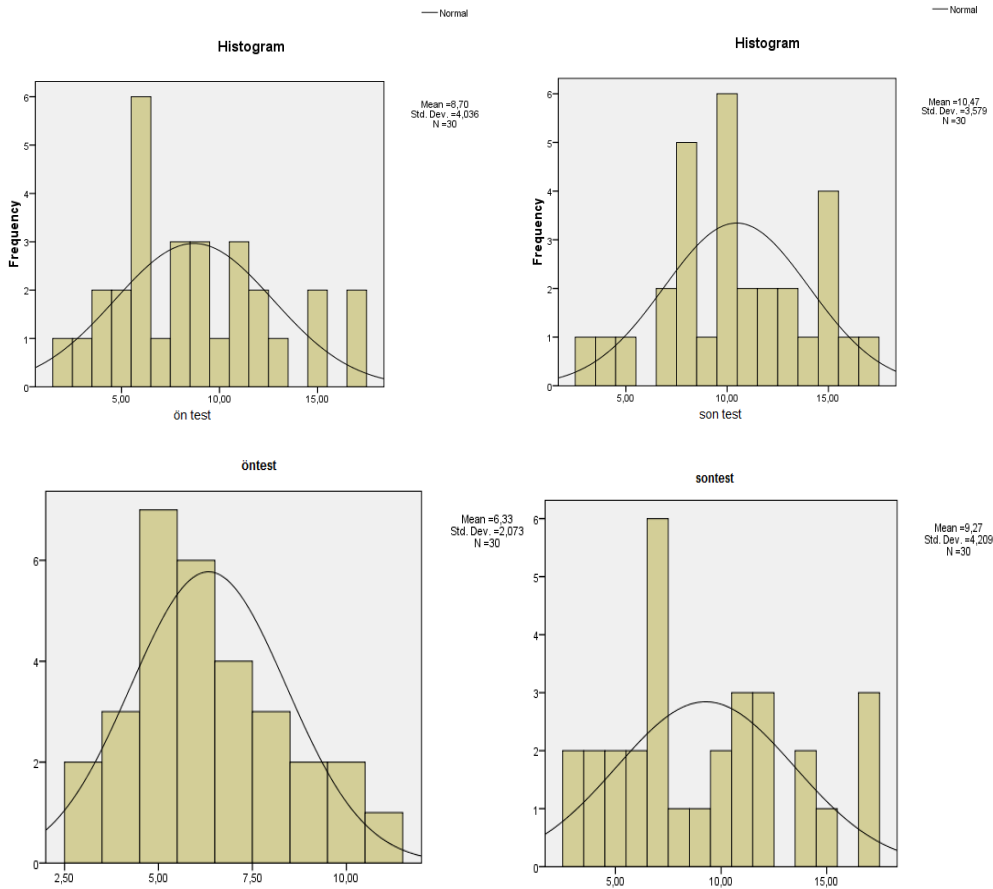 Normal
Histogram
Mean =8,70
Std. Dev. =4,036
N =30
Frequency
6
5
4
3
2
1
0
5,00 10,00 15,00
ön test
Normal
Histogram
Mean =10,47
Std. Dev. =3,579
N =30
Frequency
6
5
4
3
2
1
0
5,00 10,00 15,00
son test
öntest
Mean =6,33
Std. Dev. =2,073
N =30
6
4
2
0
2,50 5,00 7,50 10,00
sontest
Mean =9,27
Std. Dev. =4,209
N =30
6
5
4
3
2
1
0
5,00 10,00 15,00